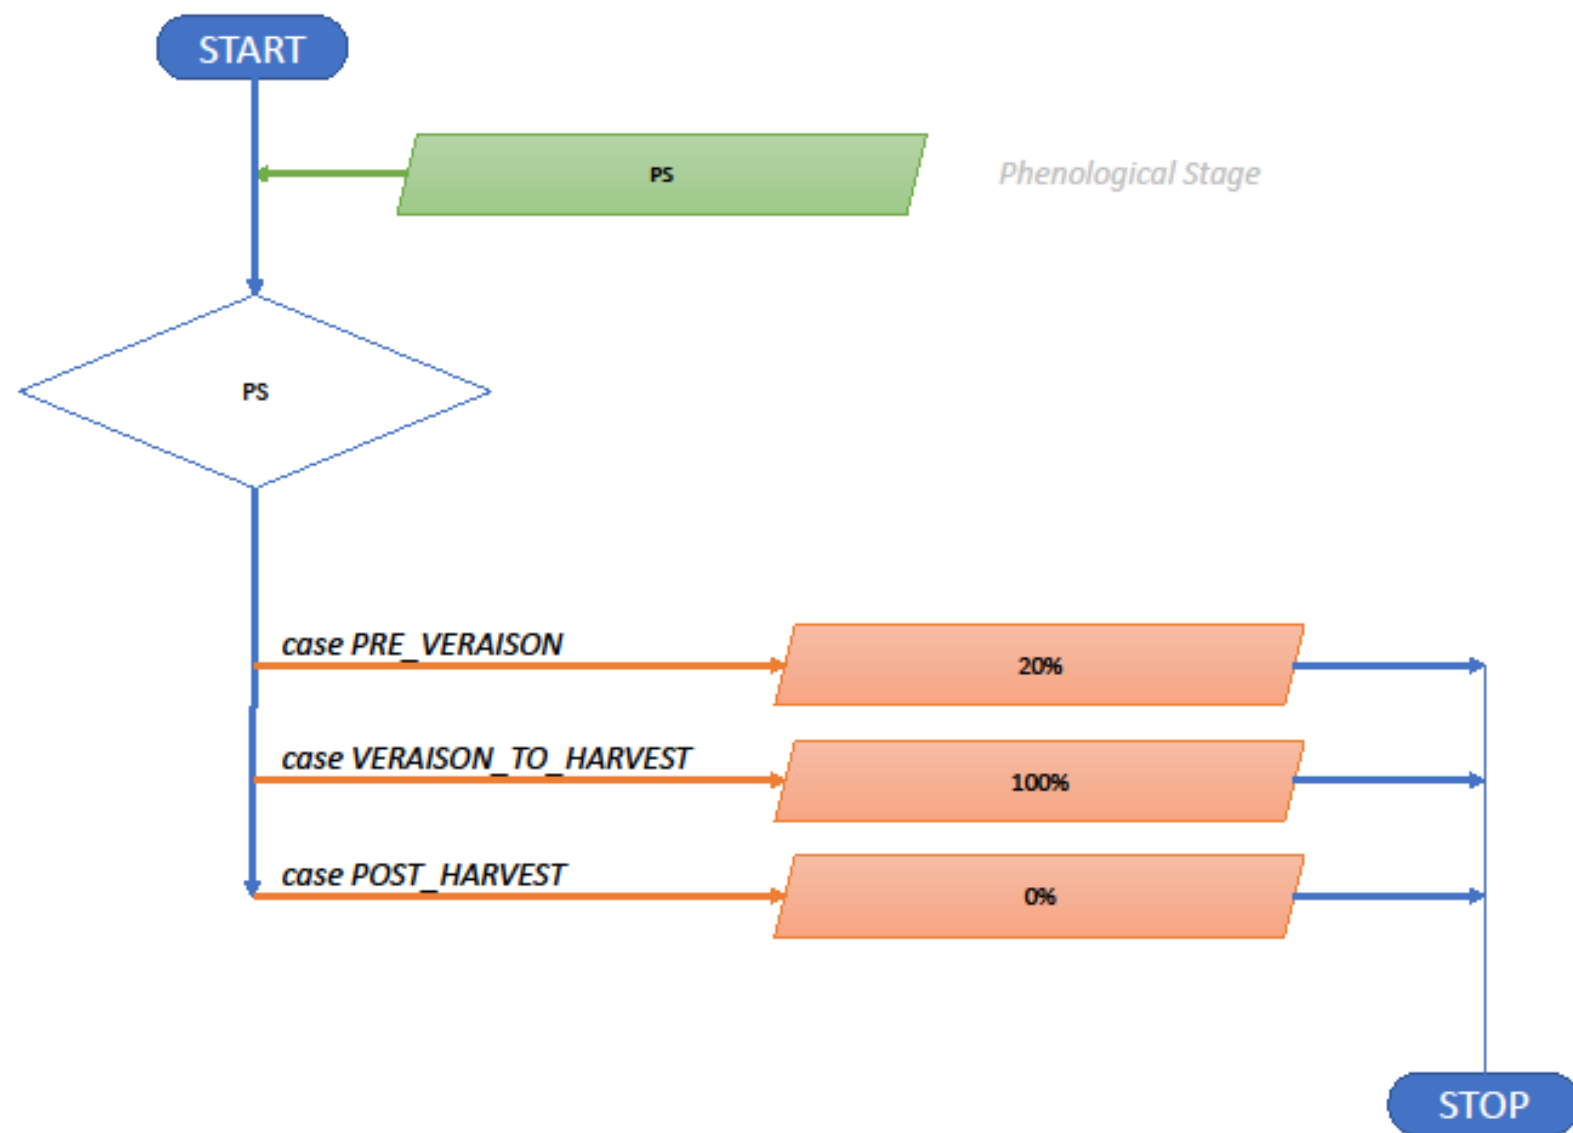 START
PS
Phenological Stage
PS
case PRE_VERAISON
20%
case VERAISON_TO_HARVEST
100%
case POST_HARVEST
0%
STOP